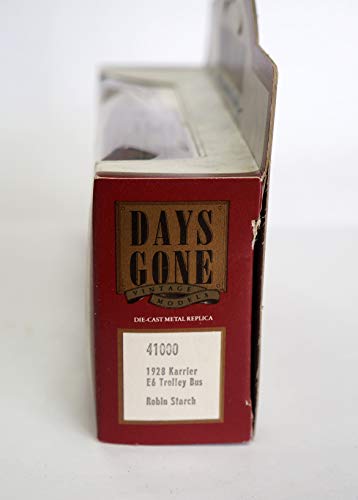 DAYS
GONE
VINTAGE
MODELS
DIE-CAST METAL REPLICA
41000
1928 Karrier
E6 Trolley Bus
Robin Starch